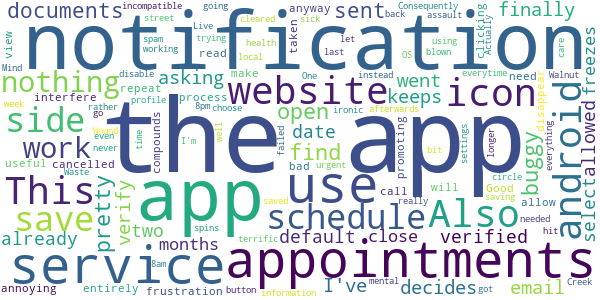 documents
incompatible
street
spam
working
Live
going
trying
cleared
sick
reading
notification
read
anyway
taken
local
health
let
last
sent
assault
view
Mind
disable
Consequently
back
OS
using
blown
Actually
clicking
care
finally
freezes
nothing
interfere
rather
go
week
repeat
profile
make
process
asking
8pm
choose
One
website
instead
icon
everytime
need
disappear
Walnut
android
side
work
This
save
useful
never
even
cancelled
Wound
pretty
verify
time
compounds
I'm
the app
open
date
find
bad
well
failed
urgent
ironic
afterwards
promoting
keeps
went
bit
call
settings
longer
will
buggy
everything
allowed
select
app
use
schedule
Also
Good
saving
circle
allow
needed
really
already
two
months
default
close
verified
hit
service
appointments
Waste
spins
8am
saved
terrific
I've
decides
email
annoying
entirely
frustration
button
information
mental
got
Creek